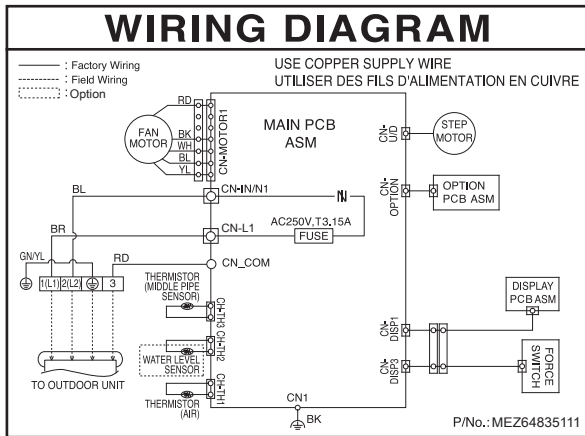 WIRING DIAGRAM
: Factory Wiring
: Field Wiring
: Option
USE COPPER SUPPLY WIRE
UTILISER DES FILS D'ALIMENTATION EN CUIVRE
FAN
MOTOR
RD
BK
WH
BL
YL
CN-MOTOR1
MAIN PCB
ASM
CN-
U/D
STEP
MOTOR
CN-
OPTION
OPTION
PCB ASM
BL
CN-IN/N1
BR
CN-L1
AC250V,T3.15A
FUSE
GN/YL
RD
CN_COM
1(L1) 2(L2) 3
TO OUTDOOR UNIT
THERMISTOR
(MIDDLE PIPE
SENSOR)
CH-TH3
WATER LEVEL
SENSOR
CH-TH2
THERMISTOR
(AIR)
CH-TH1
CN1
BK
CN-
DISP1
DISPLAY
PCB ASM
CN-
DISP3
FORCE
SWITCH
P/No.: MEZ64835111